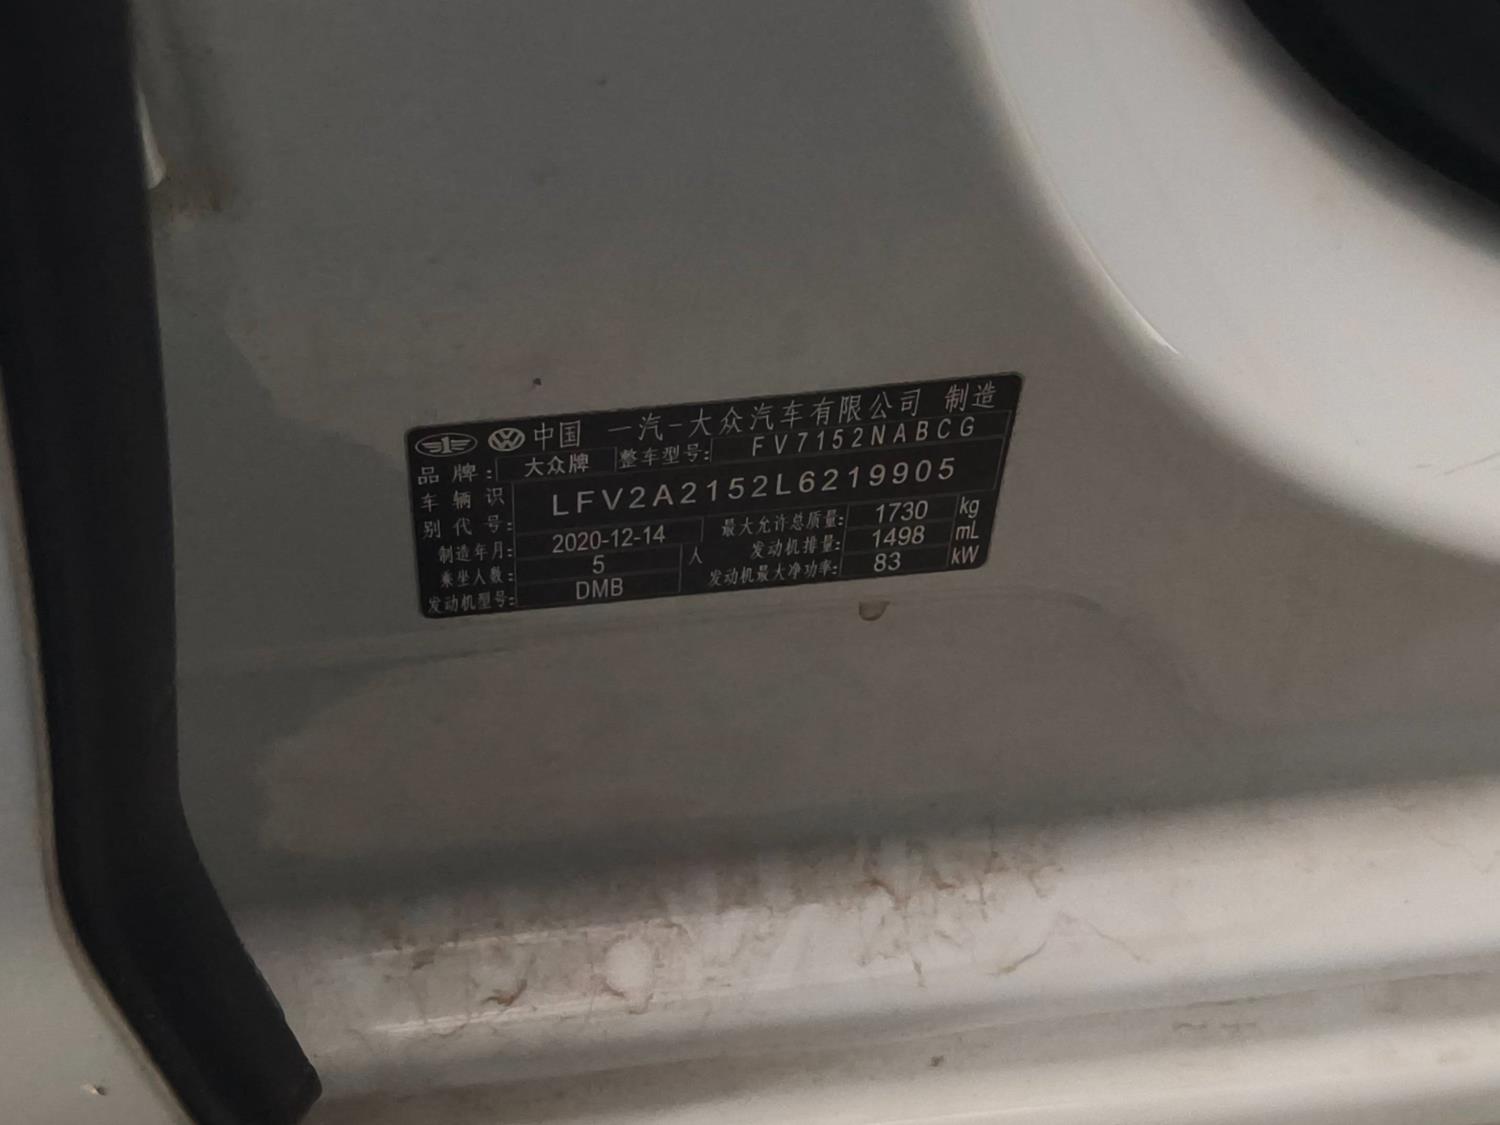 中国 一汽-大众汽车有限公司 制造
品牌: 大众牌 整车型号: FV7152NABCG
车辆识别代号: LFV2A2152L6219905
制造年月: 2020-12-14 最大允许总质量: 1730 kg
乘坐人数: 5 人 发动机排量: 1498 mL
发动机型号: DMB 发动机最大净功率: 83 kW